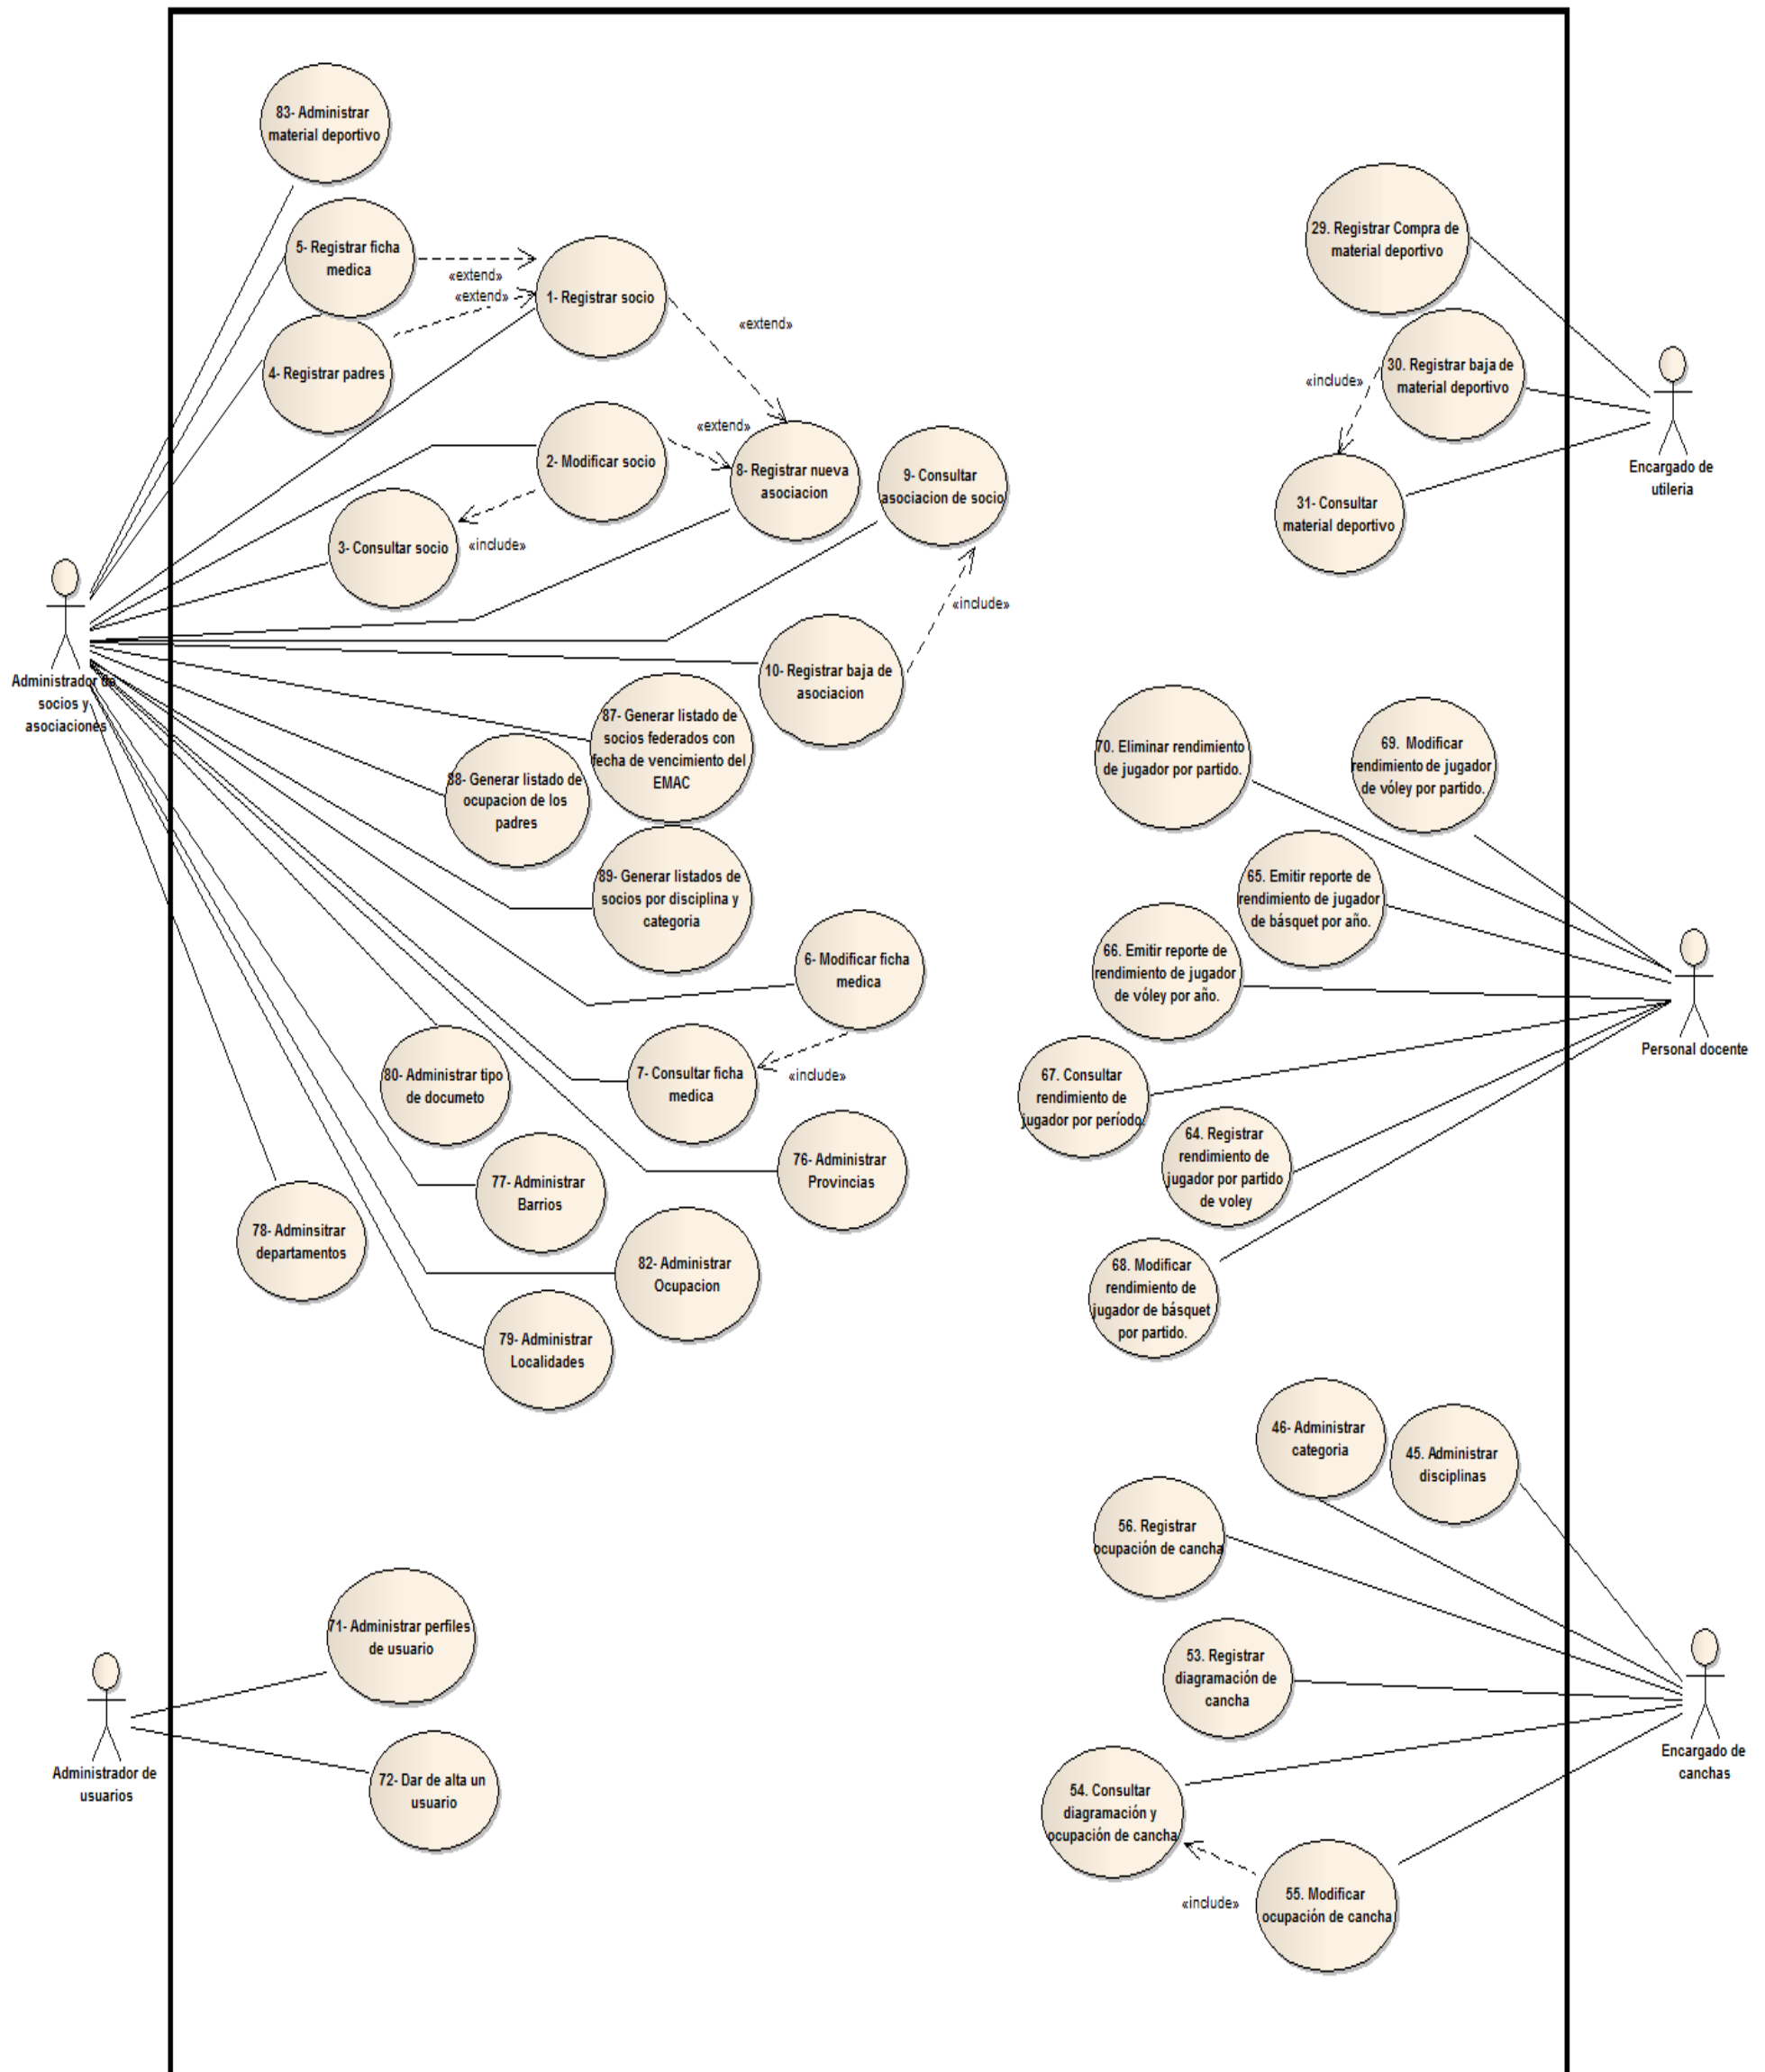 83- Administrar
material deportivo
5- Registrar ficha
medica
«extend»
«extend»
1- Registrar socio
4- Registrar padres
«extend»
2- Modificar socio
«extend»
8- Registrar nueva
asociacion
9- Consultar
asociacion de socio
3- Consultar socio
«include»
«include»
Administrador de
socios y
asociaciones
10- Registrar baja de
asociacion
87- Generar listado de
socios federados con
fecha de vencimiento del
EMAC
88- Generar listado de
ocupacion de los
padres
89- Generar listados de
socios por disciplina y
categoria
6- Modificar ficha
medica
80- Administrar tipo
de documeto
7- Consultar ficha
medica
«include»
76- Administrar
Provincias
77- Administrar
Barrios
78- Adminsitrar
departamentos
82- Administrar
Ocupacion
79- Administrar
Localidades
71- Administrar perfiles
de usuario
72- Dar de alta un
usuario
Administrador de
usuarios
29. Registrar Compra de
material deportivo
30. Registrar baja de
material deportivo
«include»
31- Consultar
material deportivo
Encargado de
utileria
70. Eliminar rendimiento
de jugador por partido.
69. Modificar
rendimiento de jugador
de vóley por partido.
65. Emitir reporte de
rendimiento de jugador
de básquet por año.
66. Emitir reporte de
rendimiento de jugador
de vóley por año.
Personal docente
67. Consultar
rendimiento de
jugador por período.
64. Registrar
rendimiento de
jugador por partido
de voley
68. Modificar
rendimiento de
jugador de básquet
por partido.
46- Administrar
categoria
45. Administrar
disciplinas
56. Registrar
ocupación de cancha
53. Registrar
diagramación de
cancha
Encargado de
canchas
54. Consultar
diagramación y
ocupación de cancha
«include»
55. Modificar
ocupación de cancha